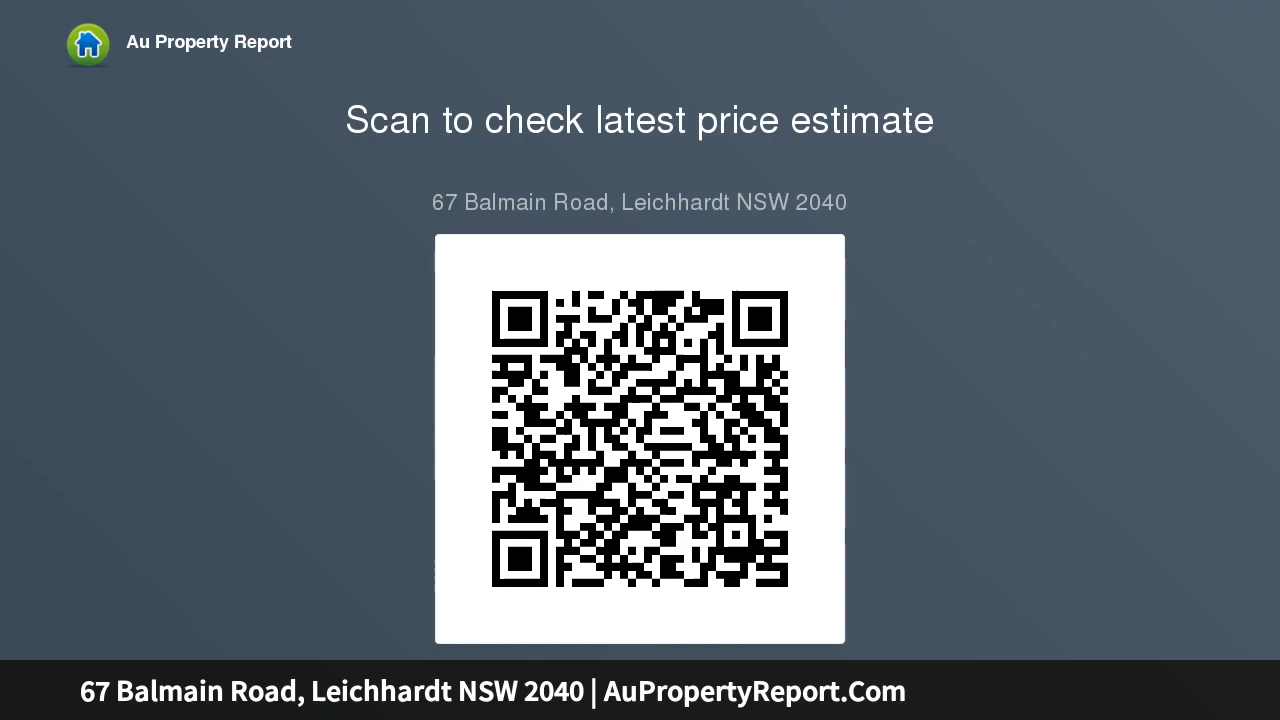 Au Property Report
Scan to check latest price estimate
67 Balmain Road, Leichhardt NSW 2040
67 Balmain Road, Leichhardt NSW 2040 | AuPropertyReport.Com